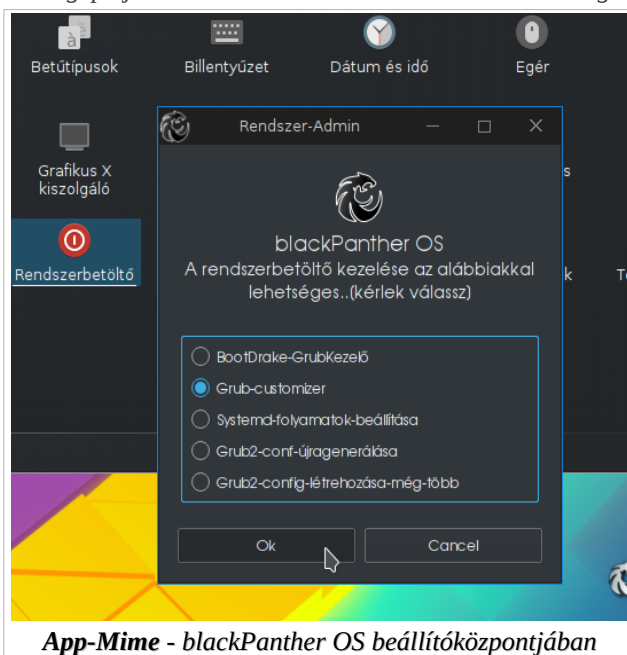 Betűtípusok
Billentyűzet
Dátum és idő
Egér
Rendszer-Admin
Grafikus X
kiszolgáló
s
blackPanther OS
Rendszerbetöltő
A rendszerbetöltő kezelése az alábbiakkal
lehetséges..(kérlek válassz)
k
BootDrake-GrubKezelő
Grub-customizer
Systemd-folyamatok-beállítása
Grub2-conf-újragenerálása
Grub2-config-létrehozása-még-több
Ok
Cancel
App-Mime - blackPanther OS beállítóközpontjában